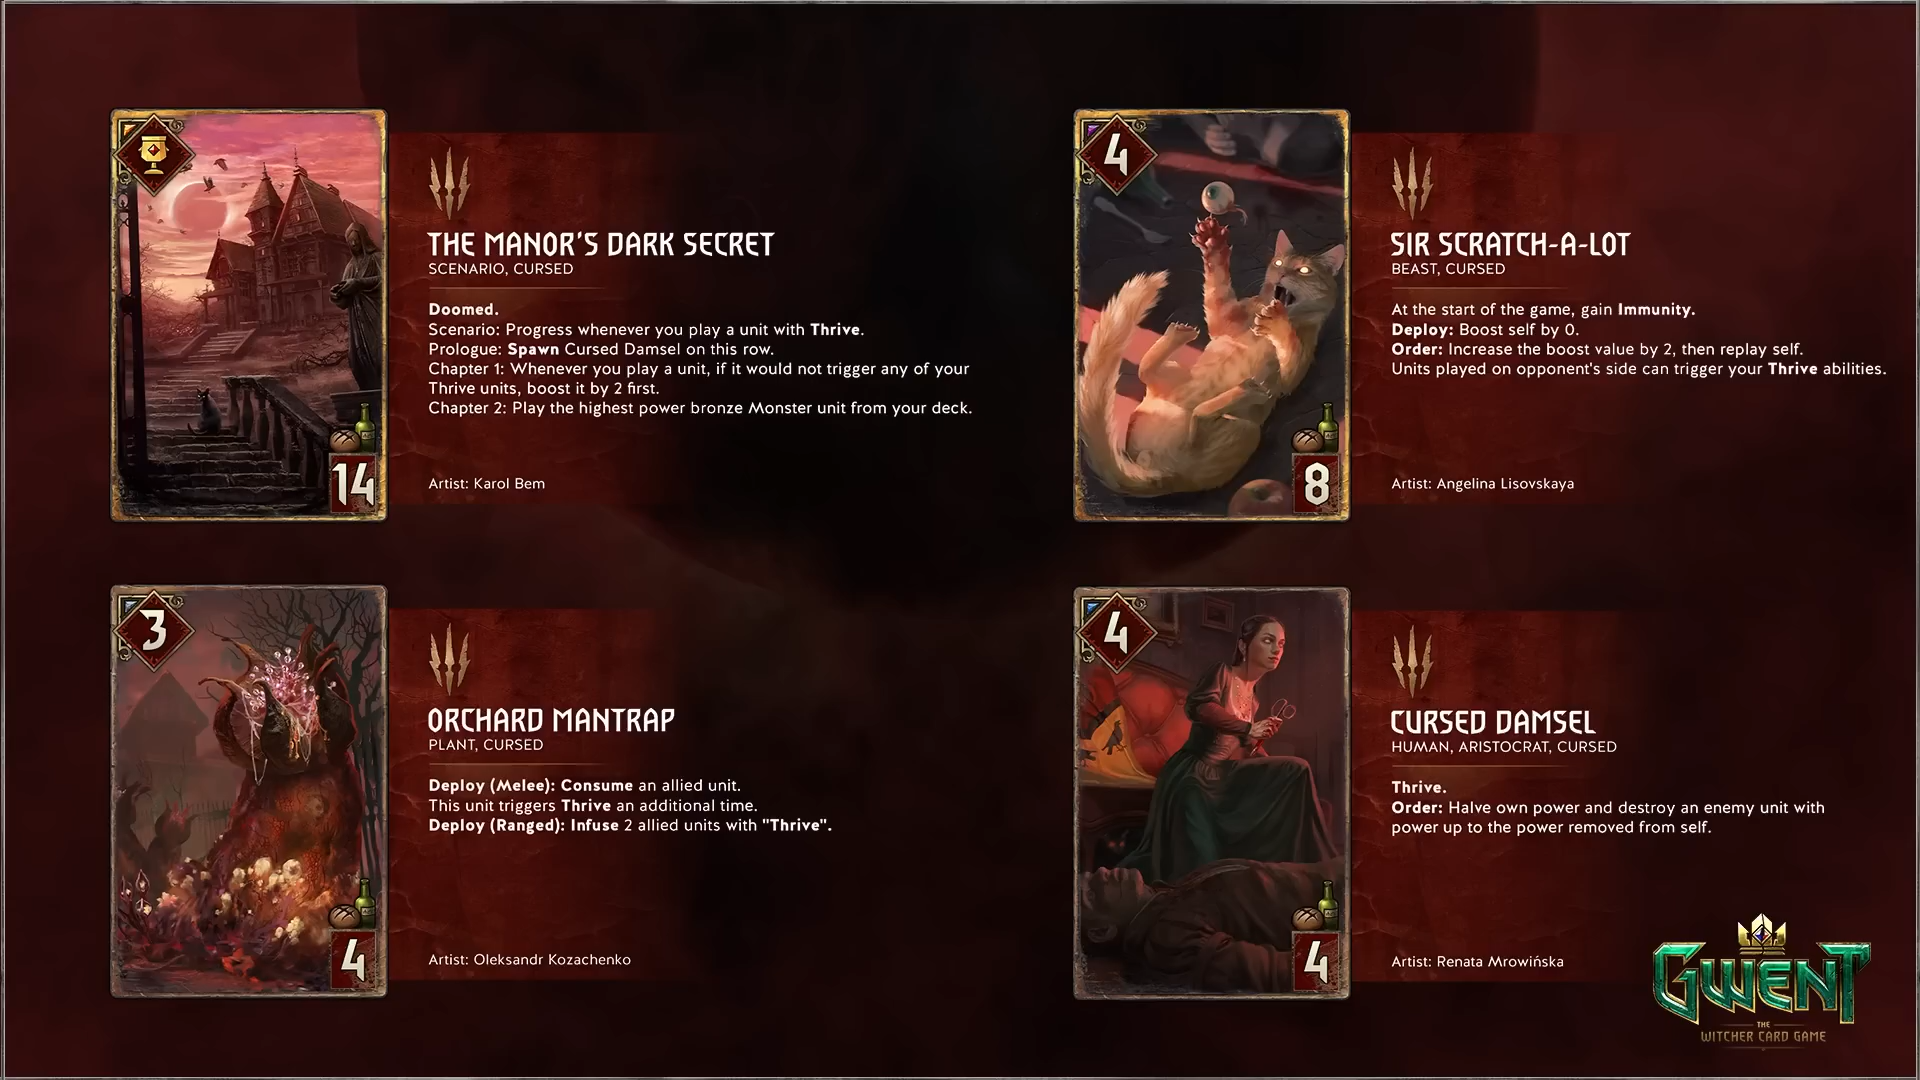 THE MANOR'S DARK SECRET
SCENARIO, CURSED
Doomed.
Scenario: Progress whenever you play a unit with Thrive.
Prologue: Spawn Cursed Damsel on this row.
Chapter 1: Whenever you play a unit, if it would not trigger any of your
Thrive units, boost it by 2 first.
Chapter 2: Play the highest power bronze Monster unit from your deck.
14
Artist: Karol Bem
4
SIR SCRATCH-A-LOT
BEAST, CURSED
At the start of the game, gain Immunity.
Deploy: Boost self by 0.
Order: Increase the boost value by 2, then replay self.
Units played on opponent's side can trigger your Thrive abilities.
8
Artist: Angelina Lisovskaya
3
ORCHARD MANTRAP
PLANT, CURSED
Deploy (Melee): Consume an allied unit.
This unit triggers Thrive an additional time.
Deploy (Ranged): Infuse 2 allied units with "Thrive".
4
Artist: Oleksandr Kozachenko
4
CURSED DAMSEL
HUMAN, ARISTOCRAT, CURSED
Thrive.
Order: Halve own power and destroy an enemy unit with
power up to the power removed from self.
4
Artist: Renata Mrowińska
GWENT
THE
WITCHER CARD GAME